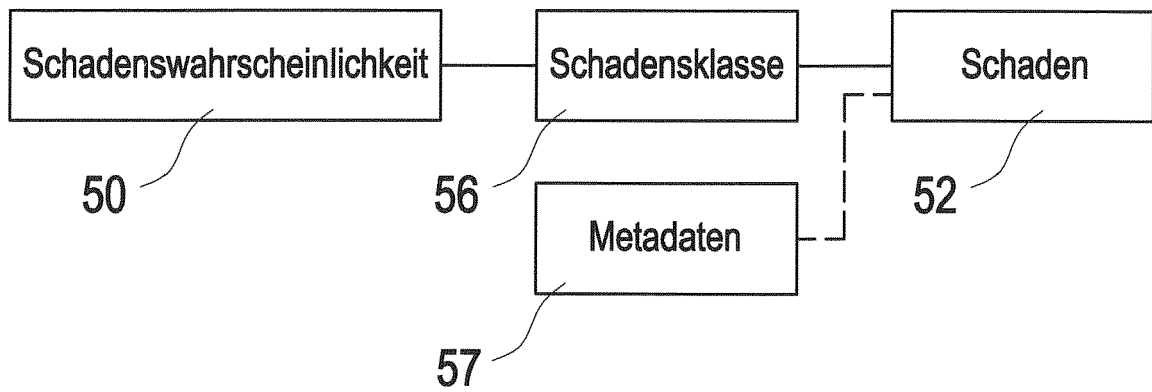 Schadenswahrscheinlichkeit
Schadensklasse
Schaden
50
56
52
Metadaten
57